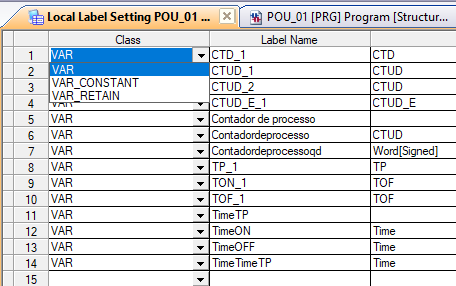 Local Label Setting POU_01 ...
POU_01 [PRG] Program [Structur...
Class Label Name
1 VAR CTD_1 CTD
2 VAR CTUD_1 CTUD
3 VAR_CONSTANT CTUD_2 CTUD
VAR_RETAIN
4 CTUD_E_1 CTUD_E
5 VAR Contador de processo
6 VAR Contadordeprocesso CTUD
7 VAR Contadordeprocessoqd Word[Signed]
8 VAR TP_1 TP
9 VAR TON_1 TOF
10 VAR TOF_1 TOF
11 VAR TimeTP
12 VAR TimeON Time
13 VAR TimeOFF Time
14 VAR TimeTimeTP Time
15